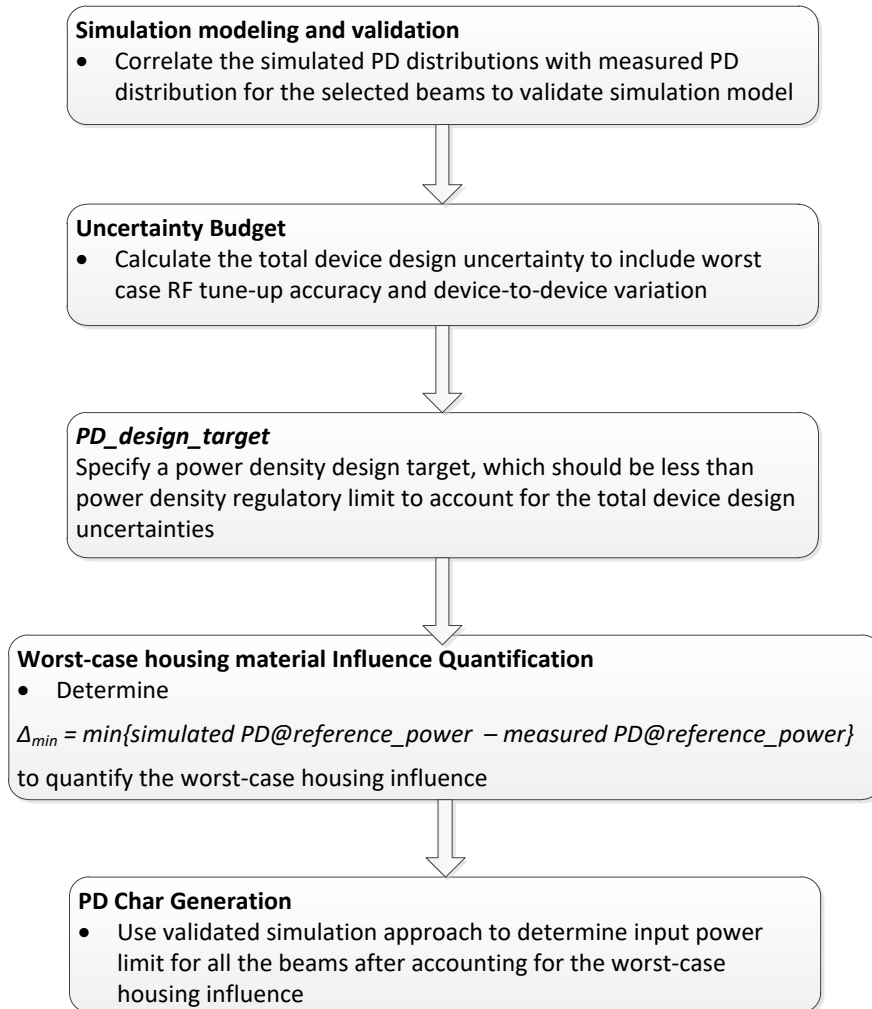 Simulation modeling and validation
• Correlate the simulated PD distributions with measured PD
distribution for the selected beams to validate simulation model
Uncertainty Budget
• Calculate the total device design uncertainty to include worst
case RF tune-up accuracy and device-to-device variation
PD_design_target
Specify a power density design target, which should be less than
power density regulatory limit to account for the total device design
uncertainties
Worst-case housing material Influence Quantification
• Determine
Δmin = min{simulated PD@reference_power – measured PD@reference_power}
to quantify the worst-case housing influence
PD Char Generation
• Use validated simulation approach to determine input power
limit for all the beams after accounting for the worst-case
housing influence